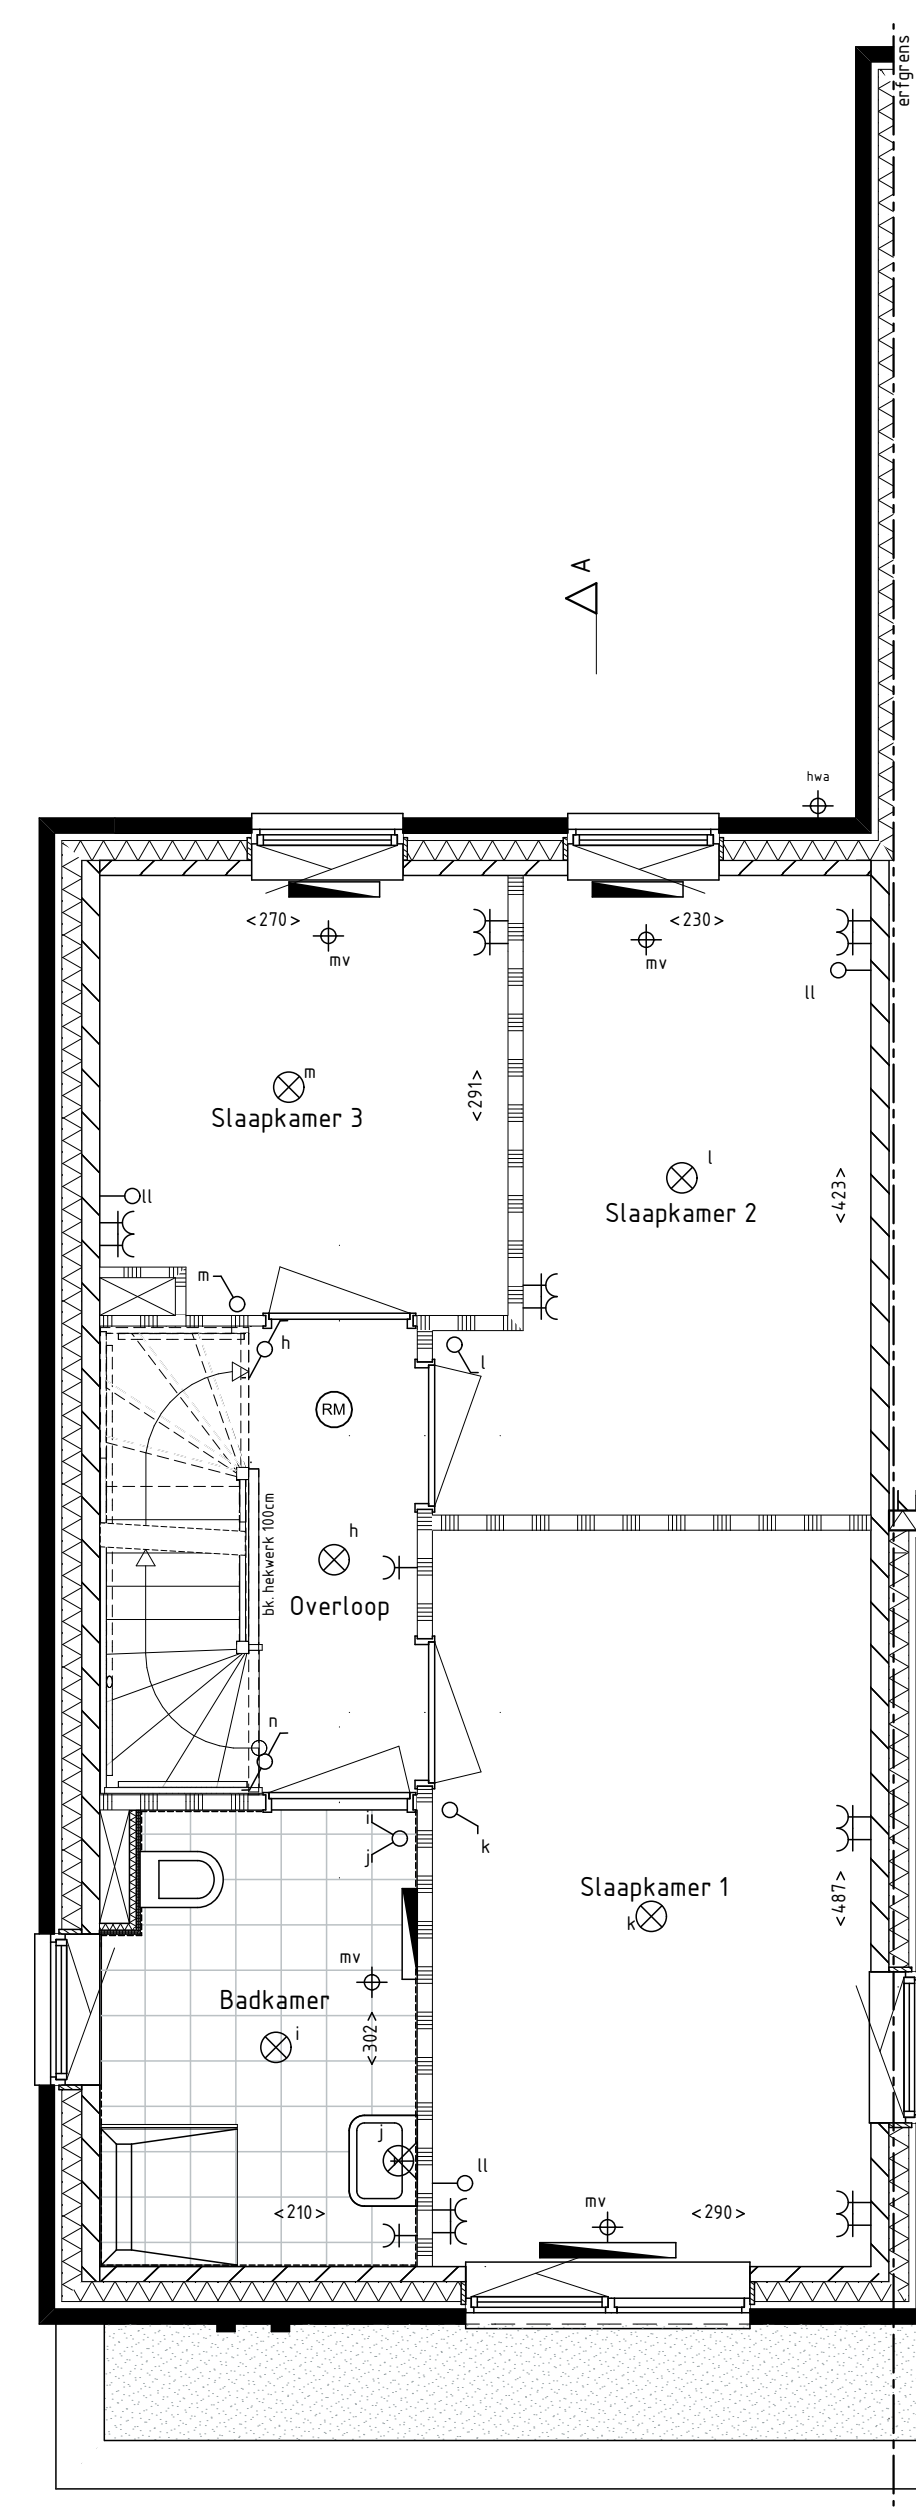 erfgrens
A
hwa
<270>
mv
<230>
mv
ll
m
Slaapkamer 3
<291>
l
Slaapkamer 2
<423>
ll
m
h
l
RM
h
Overloop
bk. hekwerk 100cm
n
i
j
k
Slaapkamer 1
k
<487>
mv
Badkamer
i
<302>
j
ll
mv
<210>
<290>